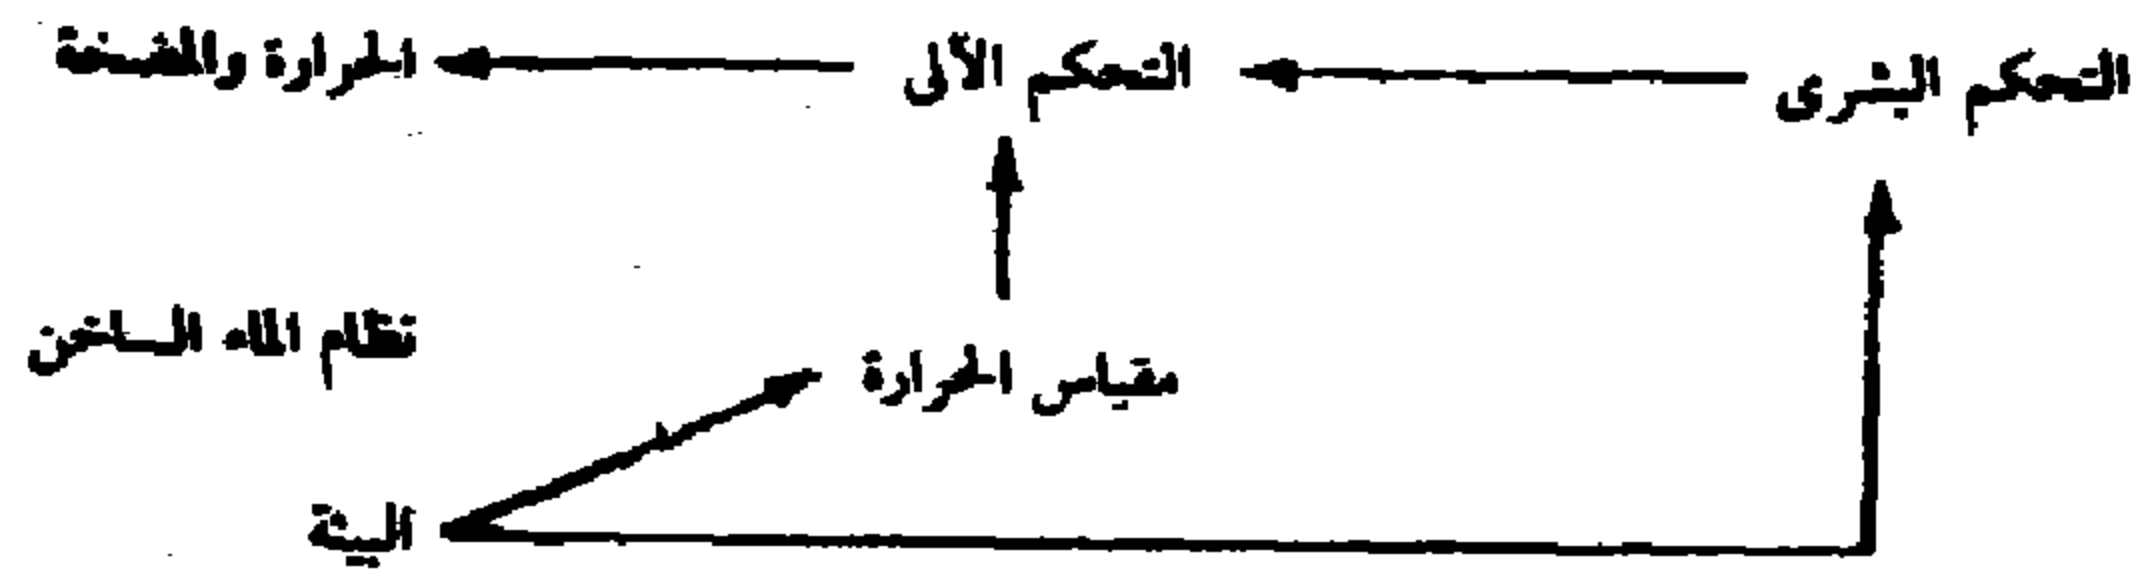 التحكم البشرى
التحكم الآلى
الحرارة والمضخة
مقياس الحرارة
نظام الماء الساخن
البيئة